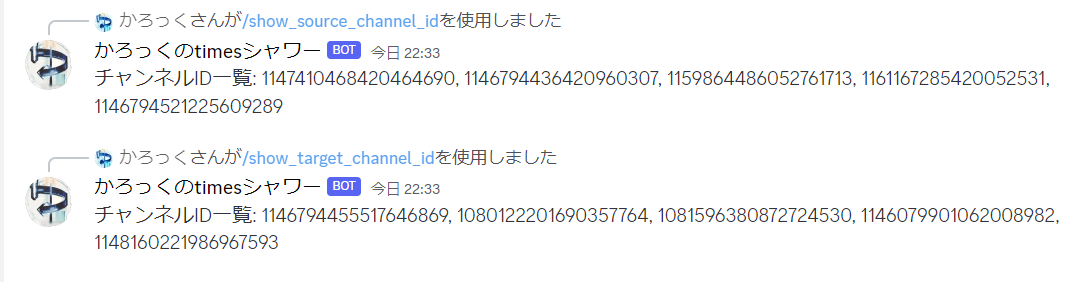 かろっくさんが/show_source_channel_idを使用しました
かろっくのtimesシャワー BOT 今日 22:33
チャンネルID一覧: 1147410468420464690, 1146794436420960307, 1159864486052761713, 1161167285420052531,
1146794521225609289
かろっくさんが/show_target_channel_idを使用しました
かろっくのtimesシャワー BOT 今日 22:33
チャンネルID一覧: 1146794455517646869, 1080122201690357764, 1081596380872724530, 1146079901062008982,
1148160221986967593